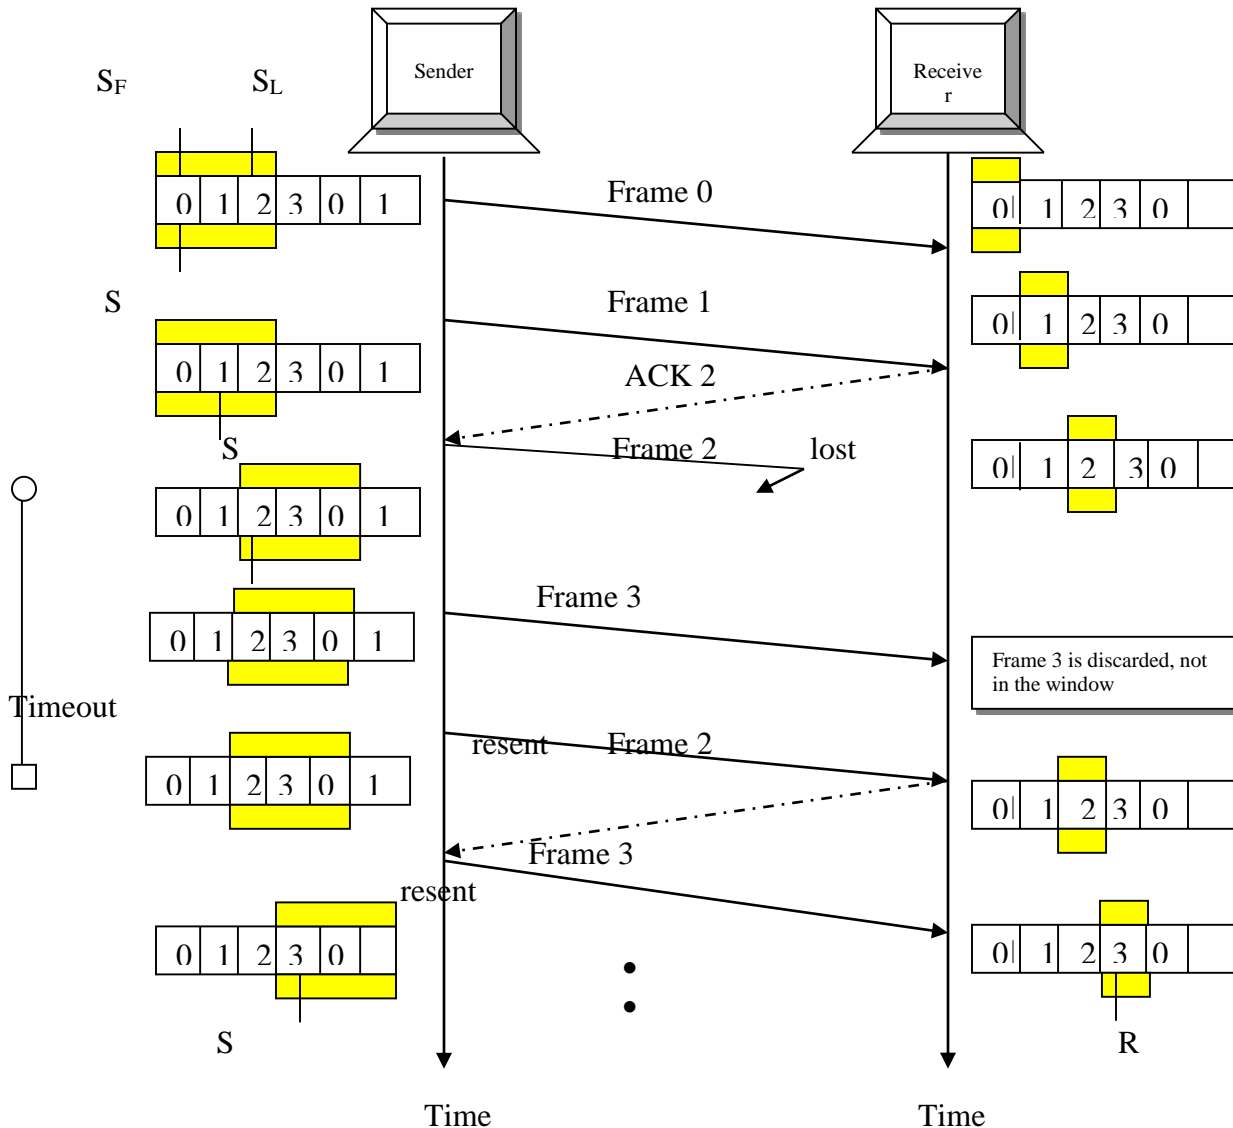 Sender
Receive
r
S_F S_L
0 1 2 3 0 1
Frame 0
0 1 2 3 0
S
Frame 1
0 1 2 3 0
0 1 2 3 0 1
ACK 2
S
Frame 2
lost
0 1 2 3 0
0 1 2 3 0 1
Frame 3
0 1 2 3 0 1
Frame 3 is discarded, not
in the window
Timeout
resent
Frame 2
0 1 2 3 0 1
0 1 2 3 0
Frame 3
resent
0 1 2 3 0
0 1 2 3 0
S
R
Time
Time